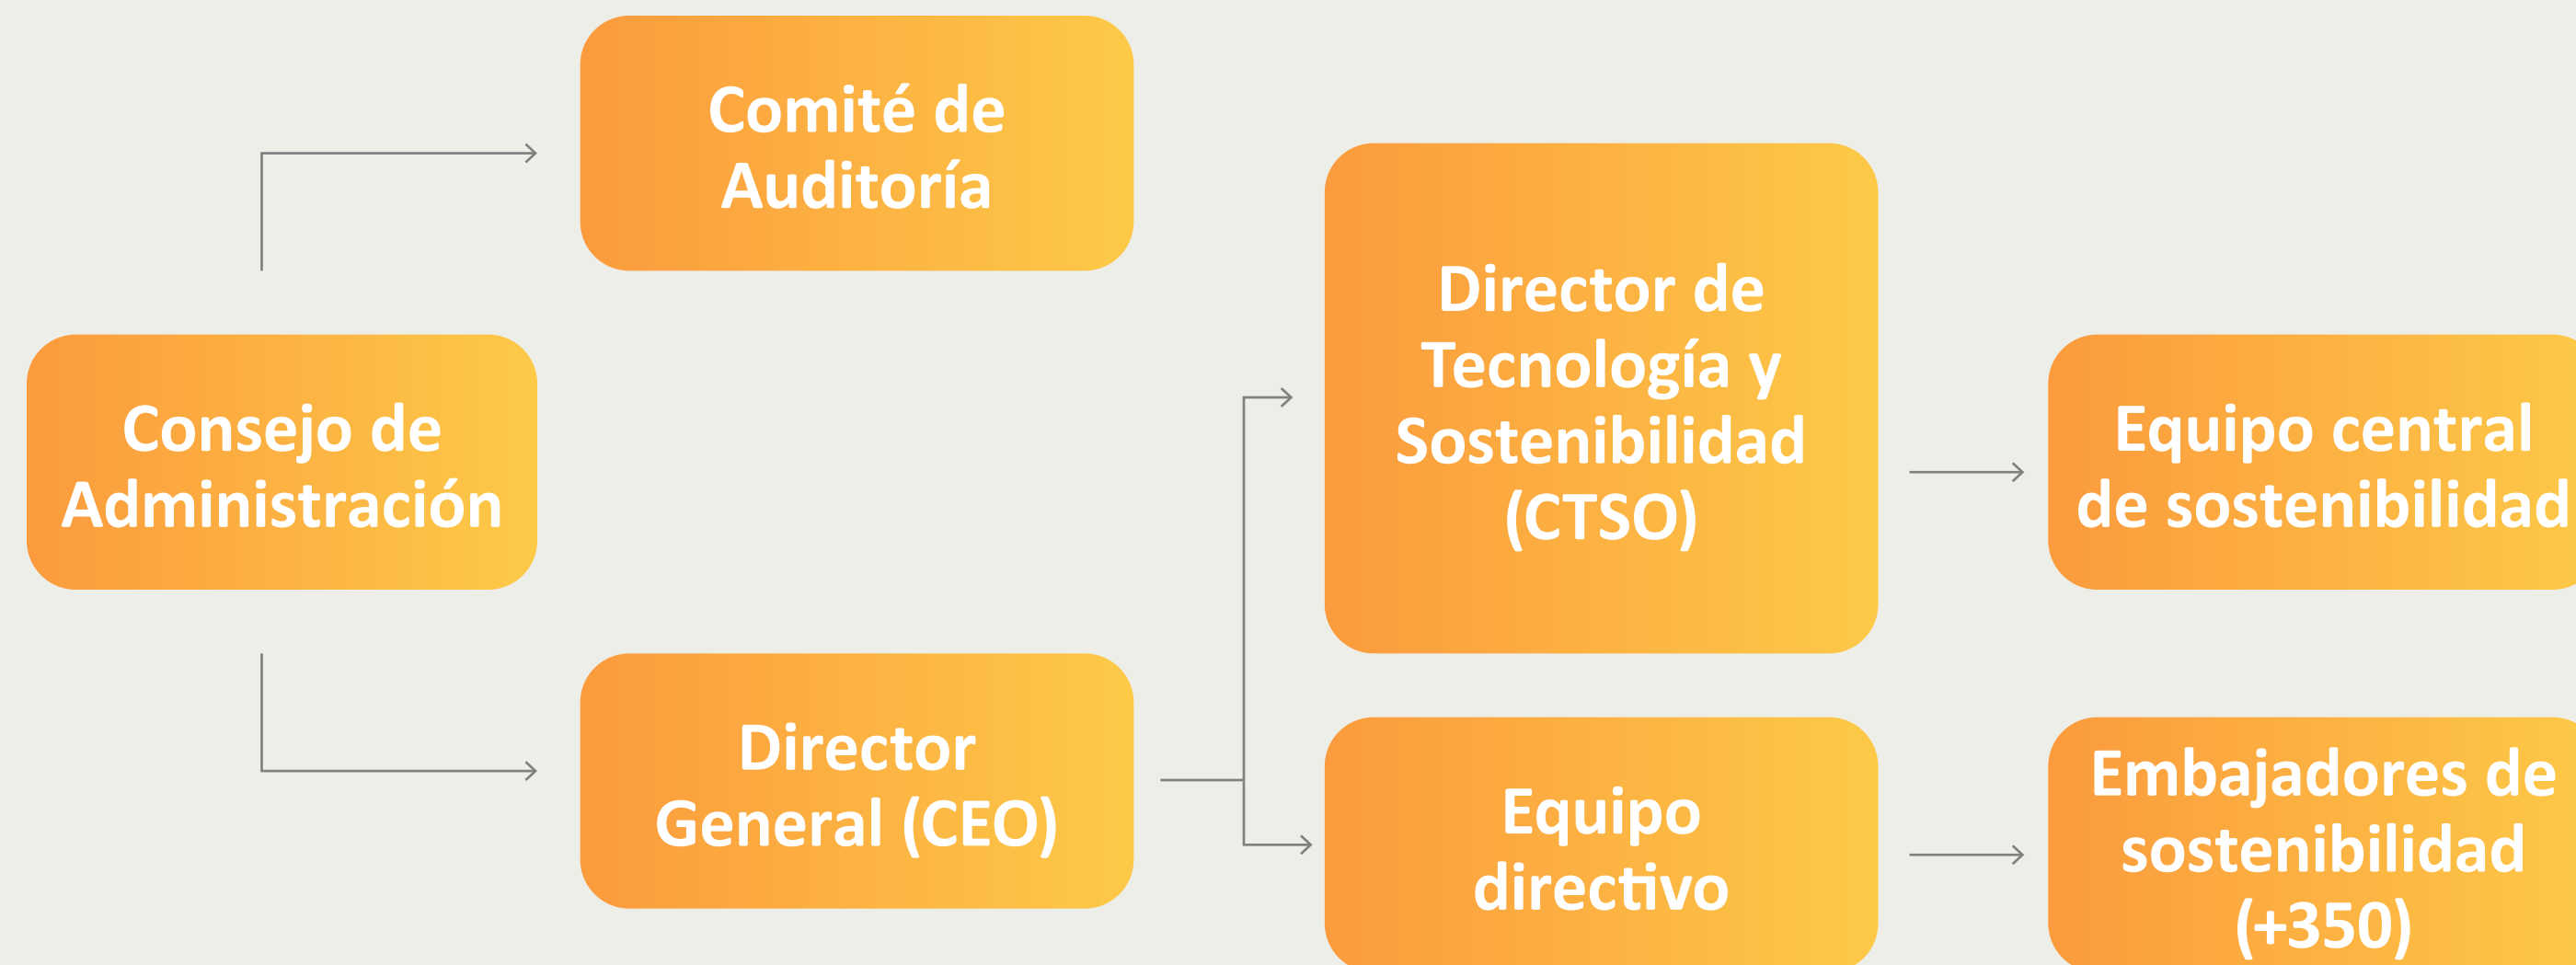 Comité de
Auditoría
Consejo de
Administración
Director
General (CEO)
Director de
Tecnología y
Sostenibilidad
(CTSO)
Equipo
directivo
Equipo central
de sostenibilidad
Embajadores de
sostenibilidad
(+350)